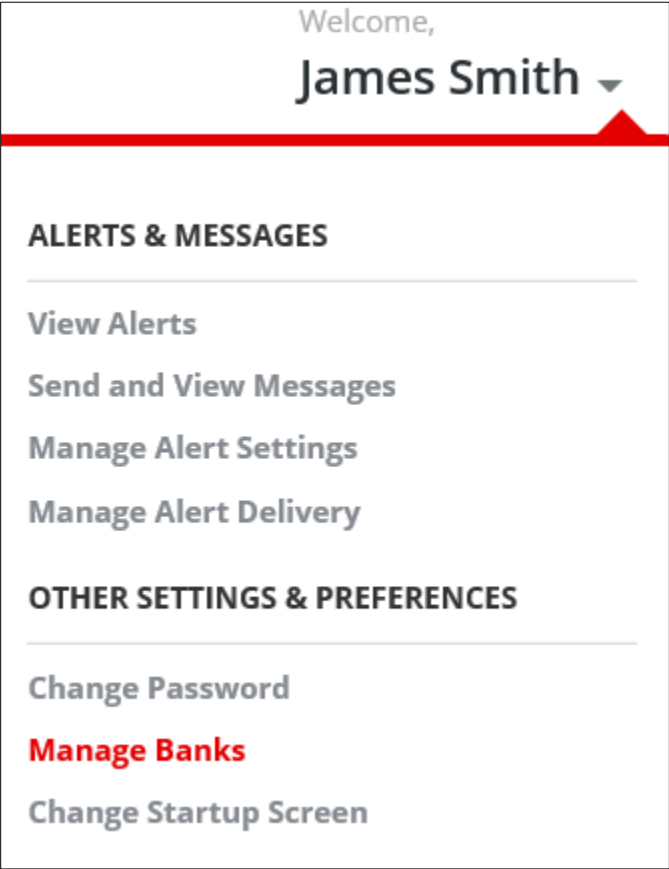 Welcome,
James Smith
ALERTS & MESSAGES
View Alerts
Send and View Messages
Manage Alert Settings
Manage Alert Delivery
OTHER SETTINGS & PREFERENCES
Change Password
Manage Banks
Change Startup Screen